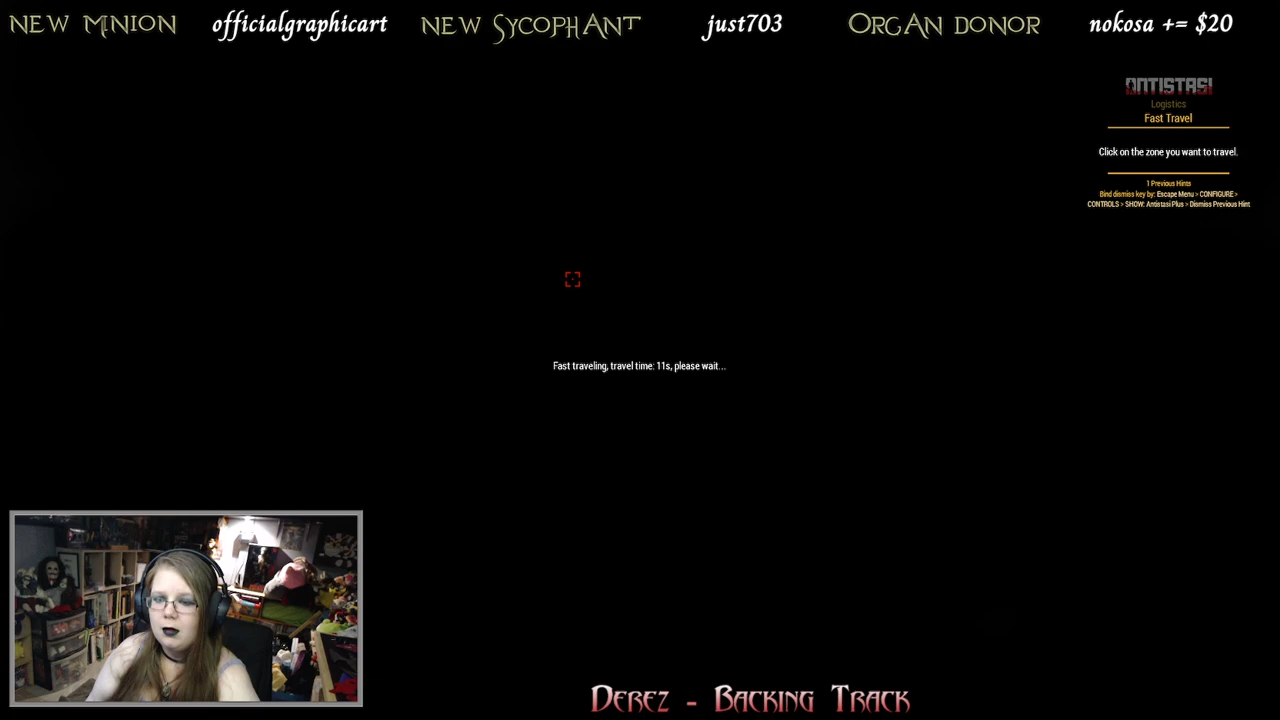 NEW MINION officialgraphicart NEW SYCOPHANT just703 ORGAN DONOR nokosa += $20
ANTISTASI
Logistics
Fast Travel
Click on the zone you want to travel.
1 Previous Hints
Bind dismiss key by: Escape Menu > CONFIGURE >
CONTROLS > SHOW: Antistasi Plus > Dismiss Previous Hint
Fast traveling, travel time: 11s, please wait...
DEREZ - BACKING TRACK